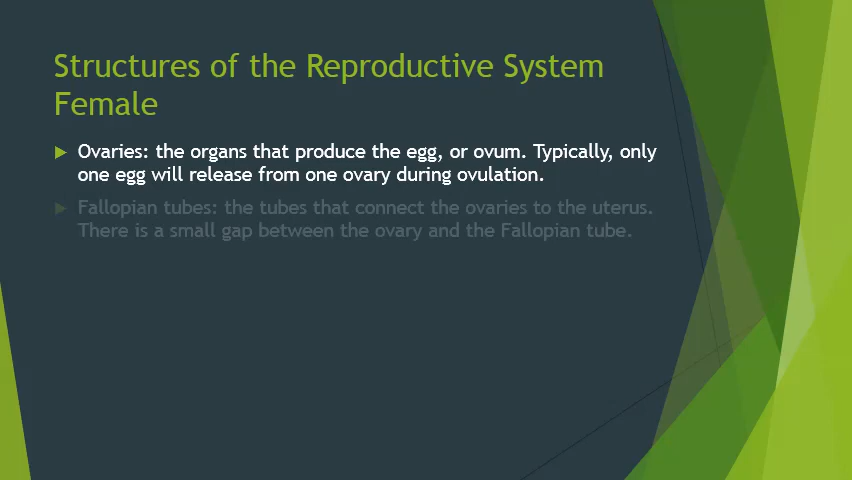 Structures of the Reproductive System
Female
Ovaries: the organs that produce the egg, or ovum. Typically, only
one egg will release from one ovary during ovulation.
Fallopian tubes: the tubes that connect the ovaries to the uterus.
There is a small gap between the ovary and the Fallopian tube.